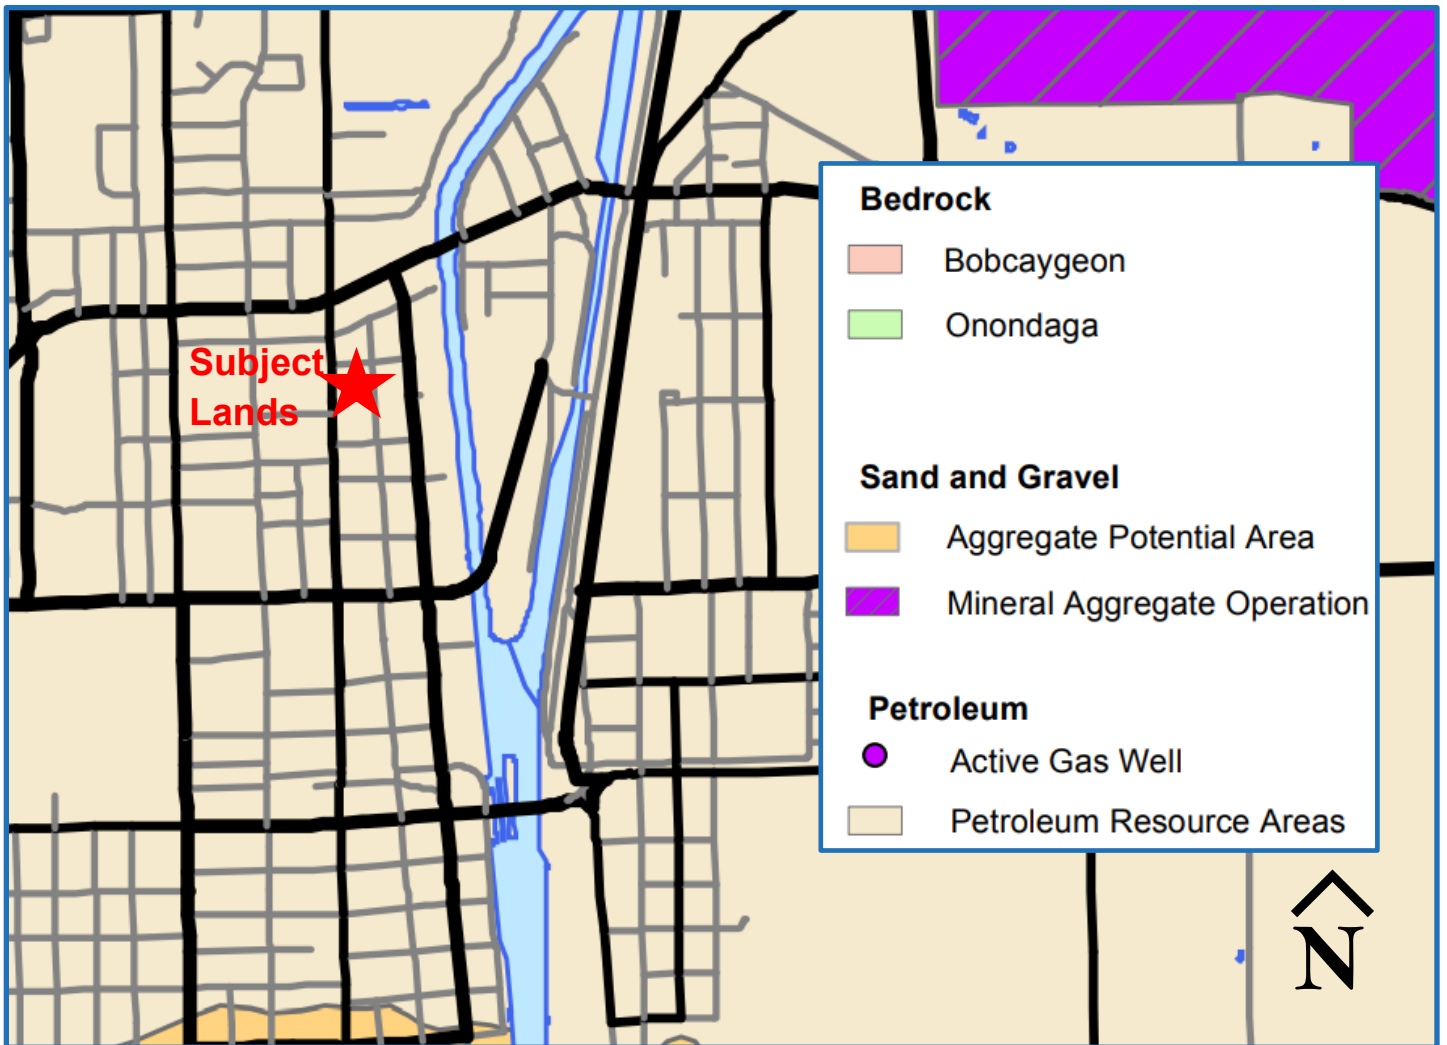 Subject
Lands
Bedrock
Bobcaygeon
Onondaga
Sand and Gravel
Aggregate Potential Area
Mineral Aggregate Operation
Petroleum
Active Gas Well
Petroleum Resource Areas
N